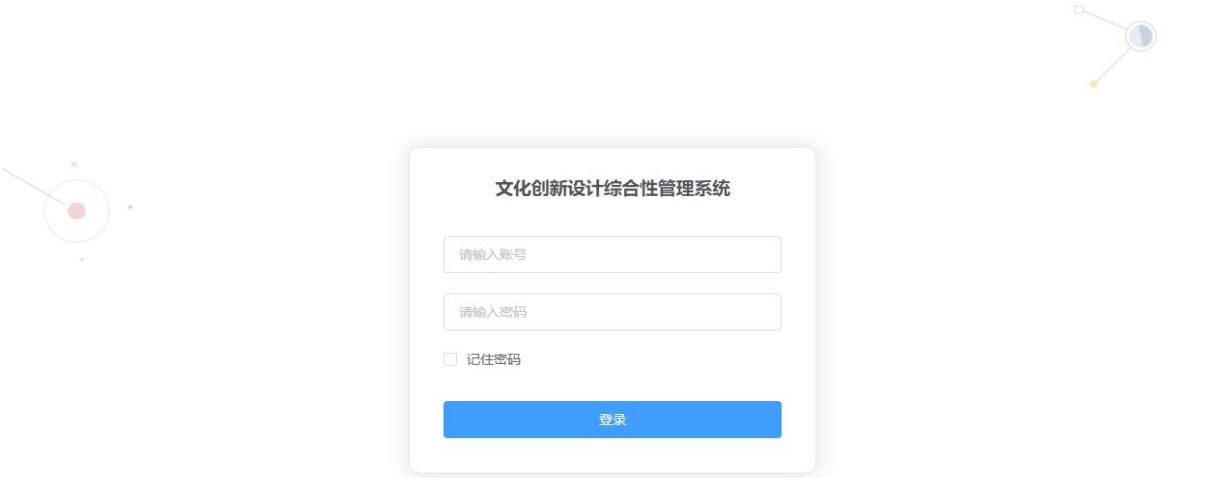 文化创新设计综合性管理系统
请输入账号
请输入密码
记住密码
登录